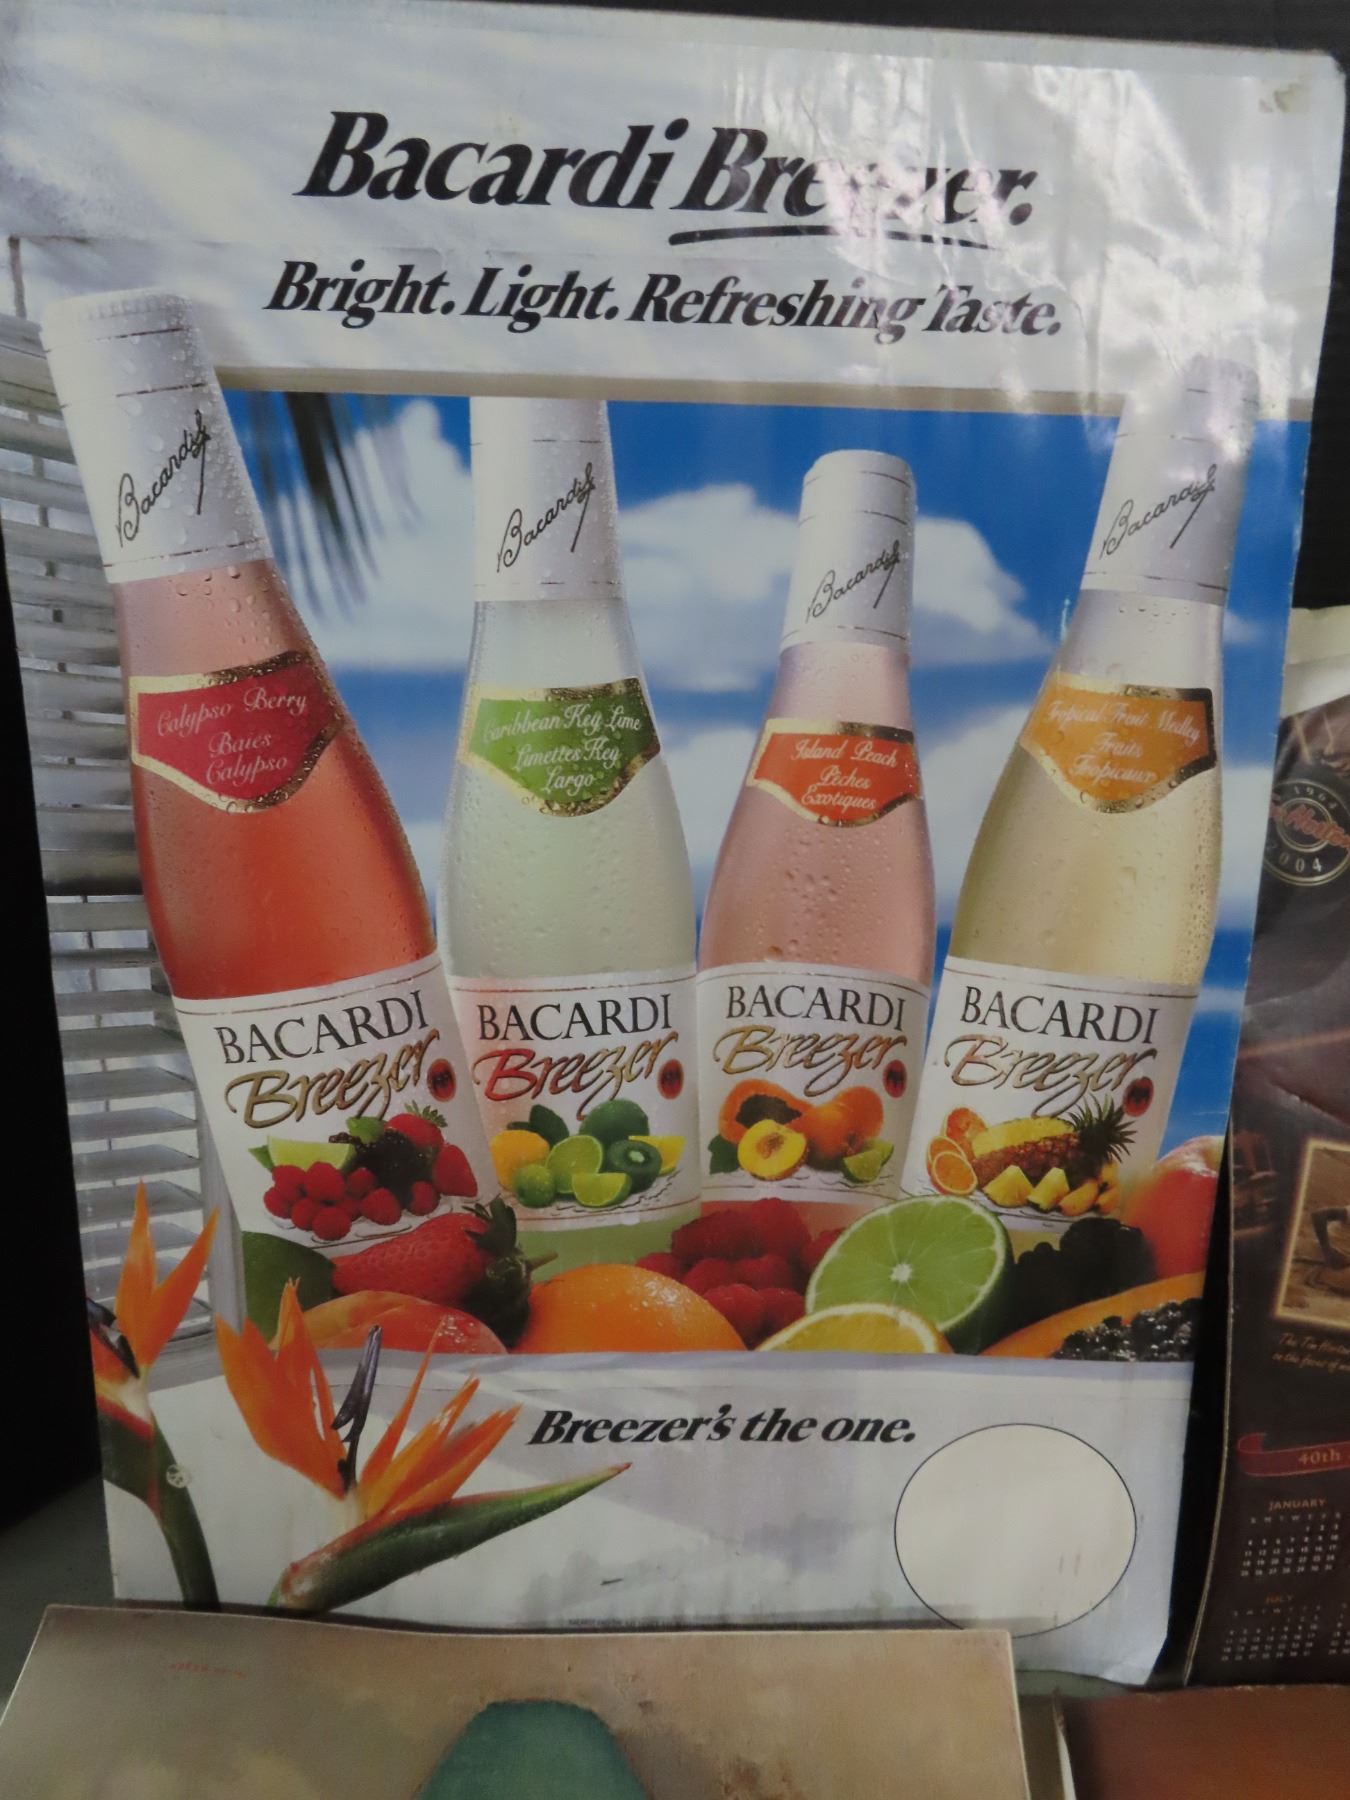 Bacardi Breezer.
Bright. Light. Refreshing Taste.
Bacardi
Bacardi
Bacardi
Bacardi
Calypso Berry
Baies
Calypso
Caribbean Key Lime
Limettes Key
Largo
Island Peach
Pêches
Exotiques
Tropical Fruit Medley
Fruits
Tropicaux
BACARDI
Breezer
BACARDI
Breezer
BACARDI
Breezer
BACARDI
Breezer
Breezer's the one.
1964
2004
40th
JANUARY
JULY